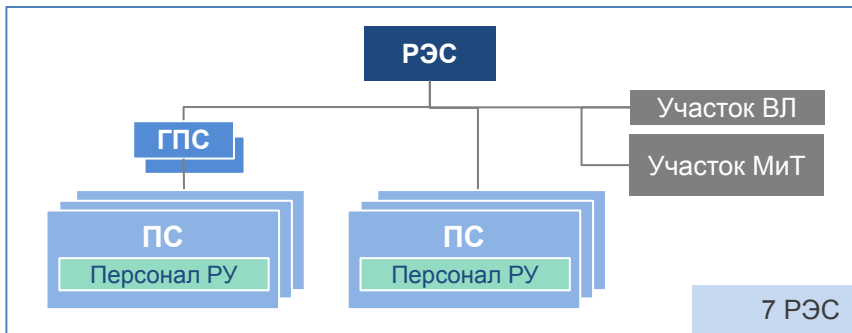 РЭС
Участок ВЛ
ГПС
Участок МиТ
ПС
ПС
Персонал РУ
Персонал РУ
7 РЭС